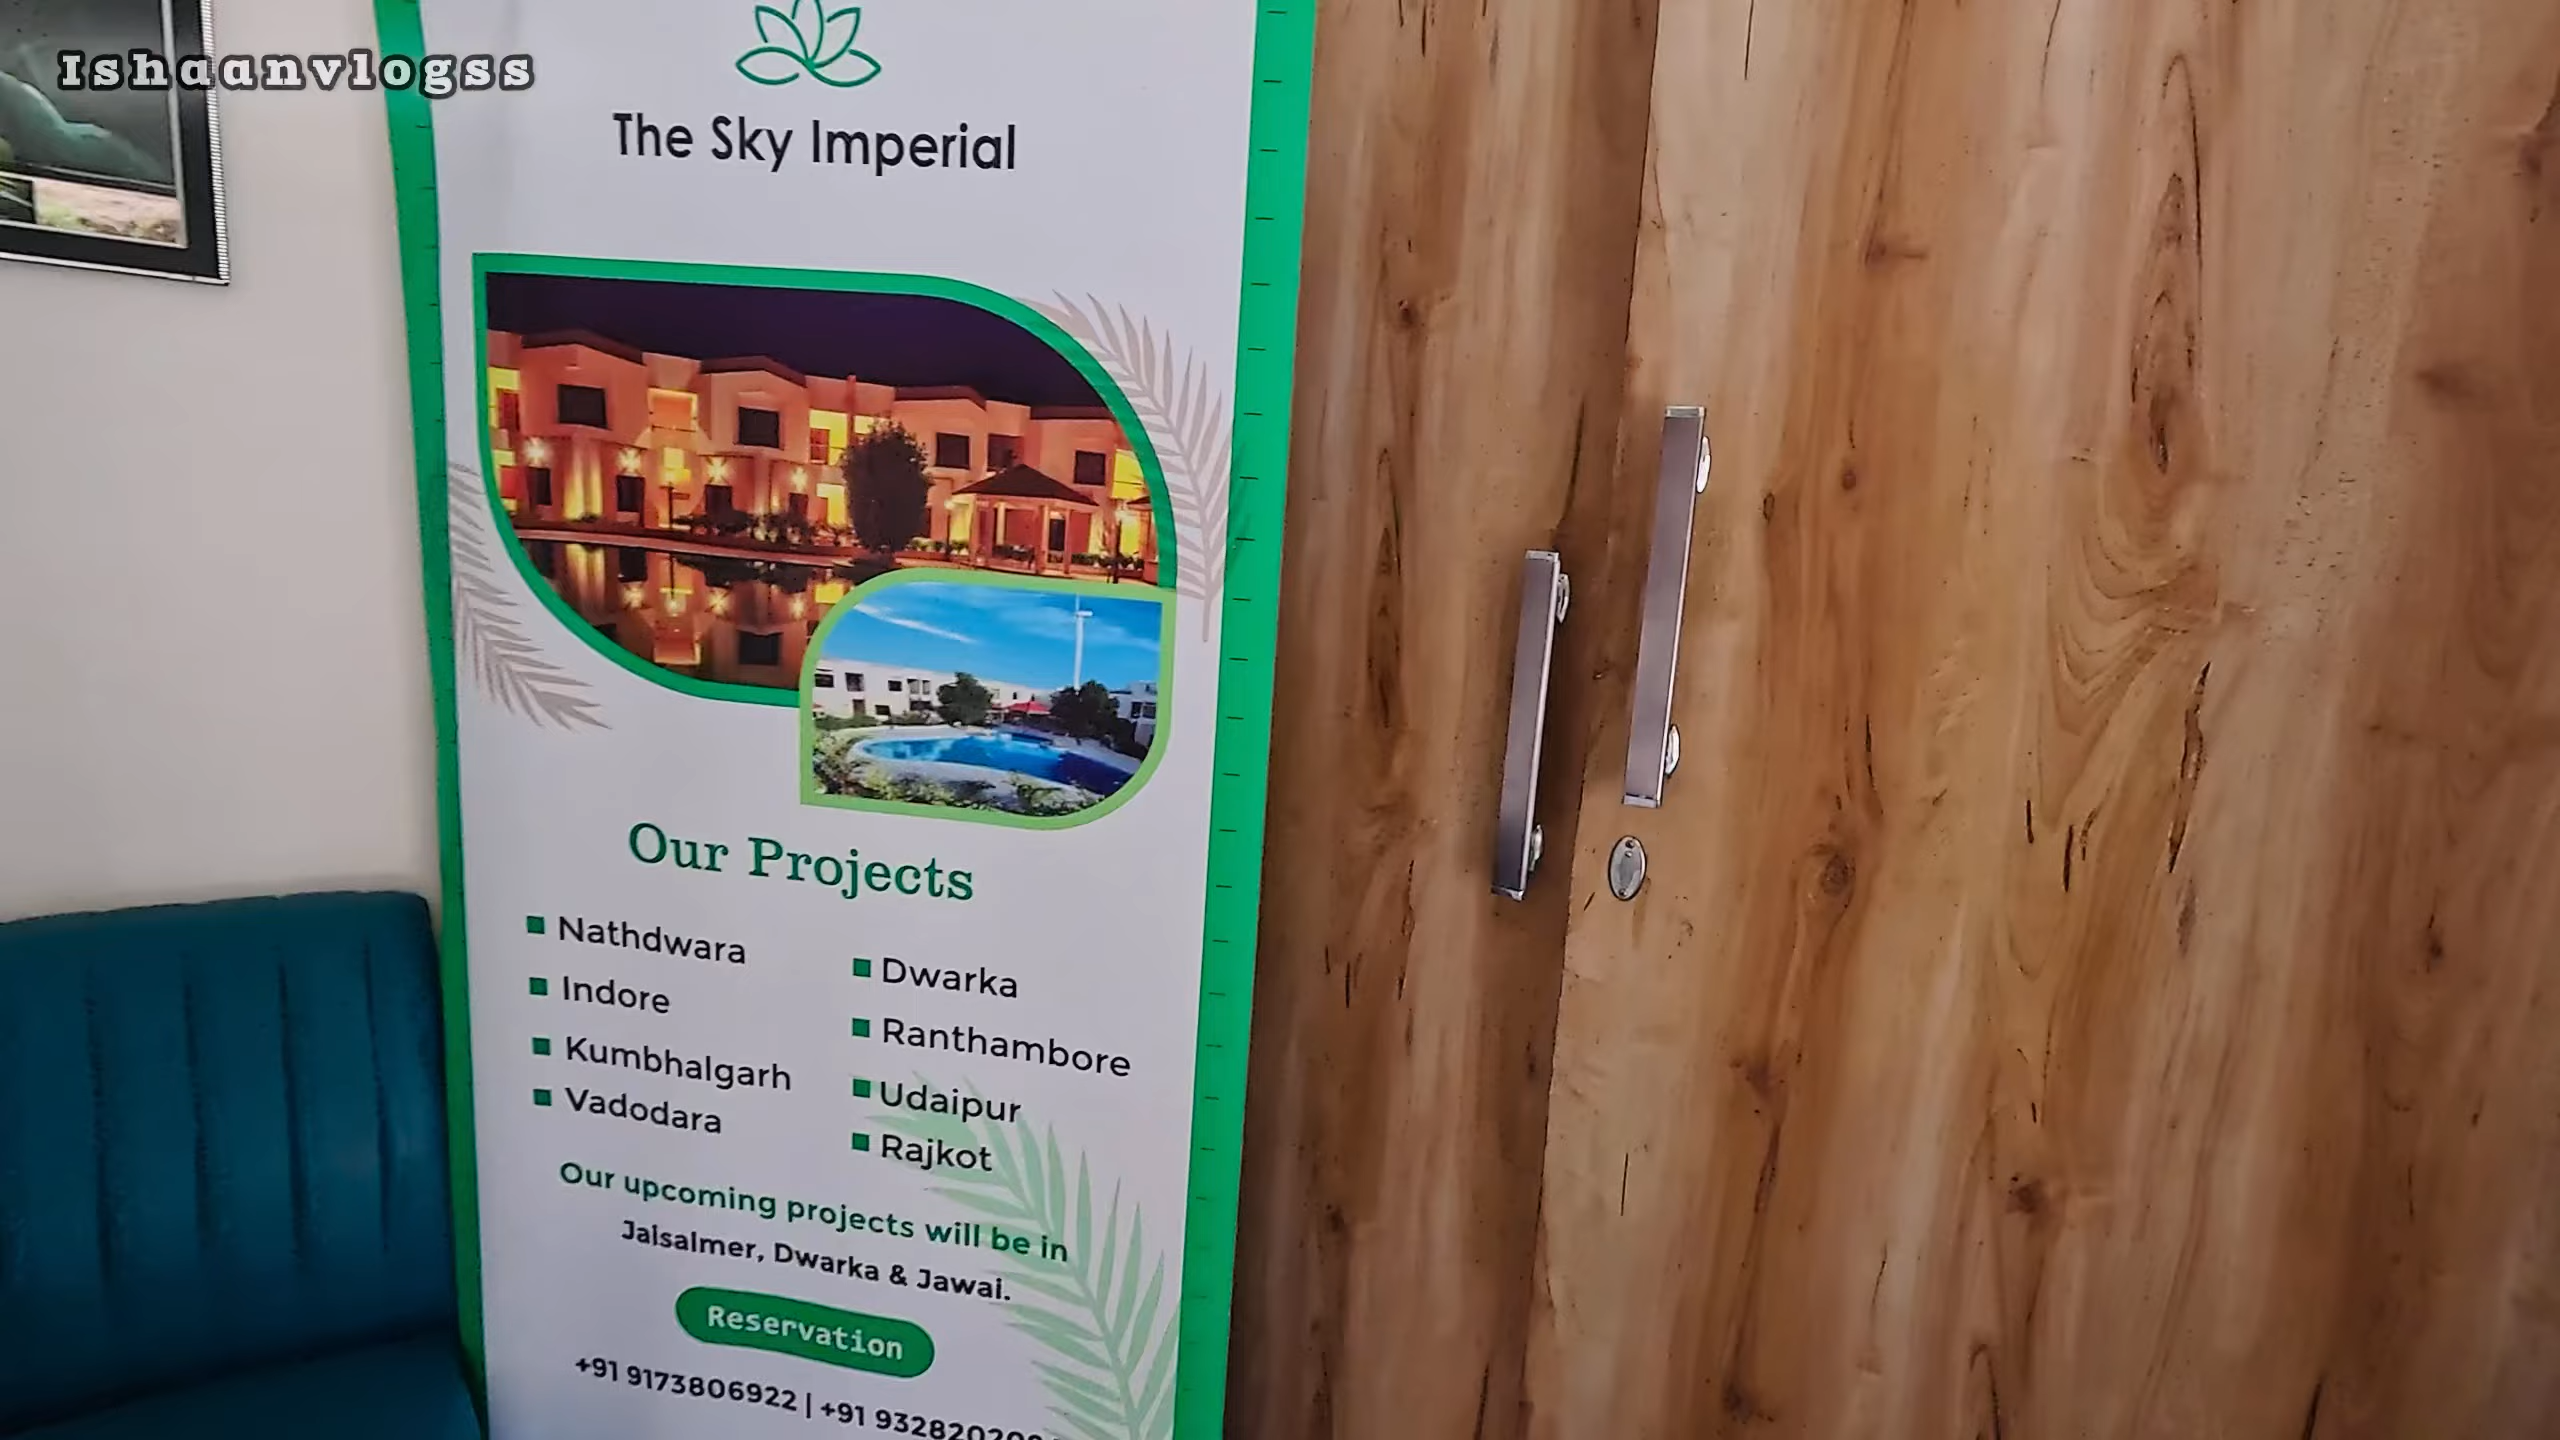 Ishaanvlogss
The Sky Imperial
Our Projects
Nathdwara
Indore
Kumbhalgarh
Vadodara
Dwarka
Ranthambore
Udaipur
Rajkot
Our upcoming projects will be in
Jaisalmer, Dwarka & Jawai.
Reservation
+91 9173806922 | +91